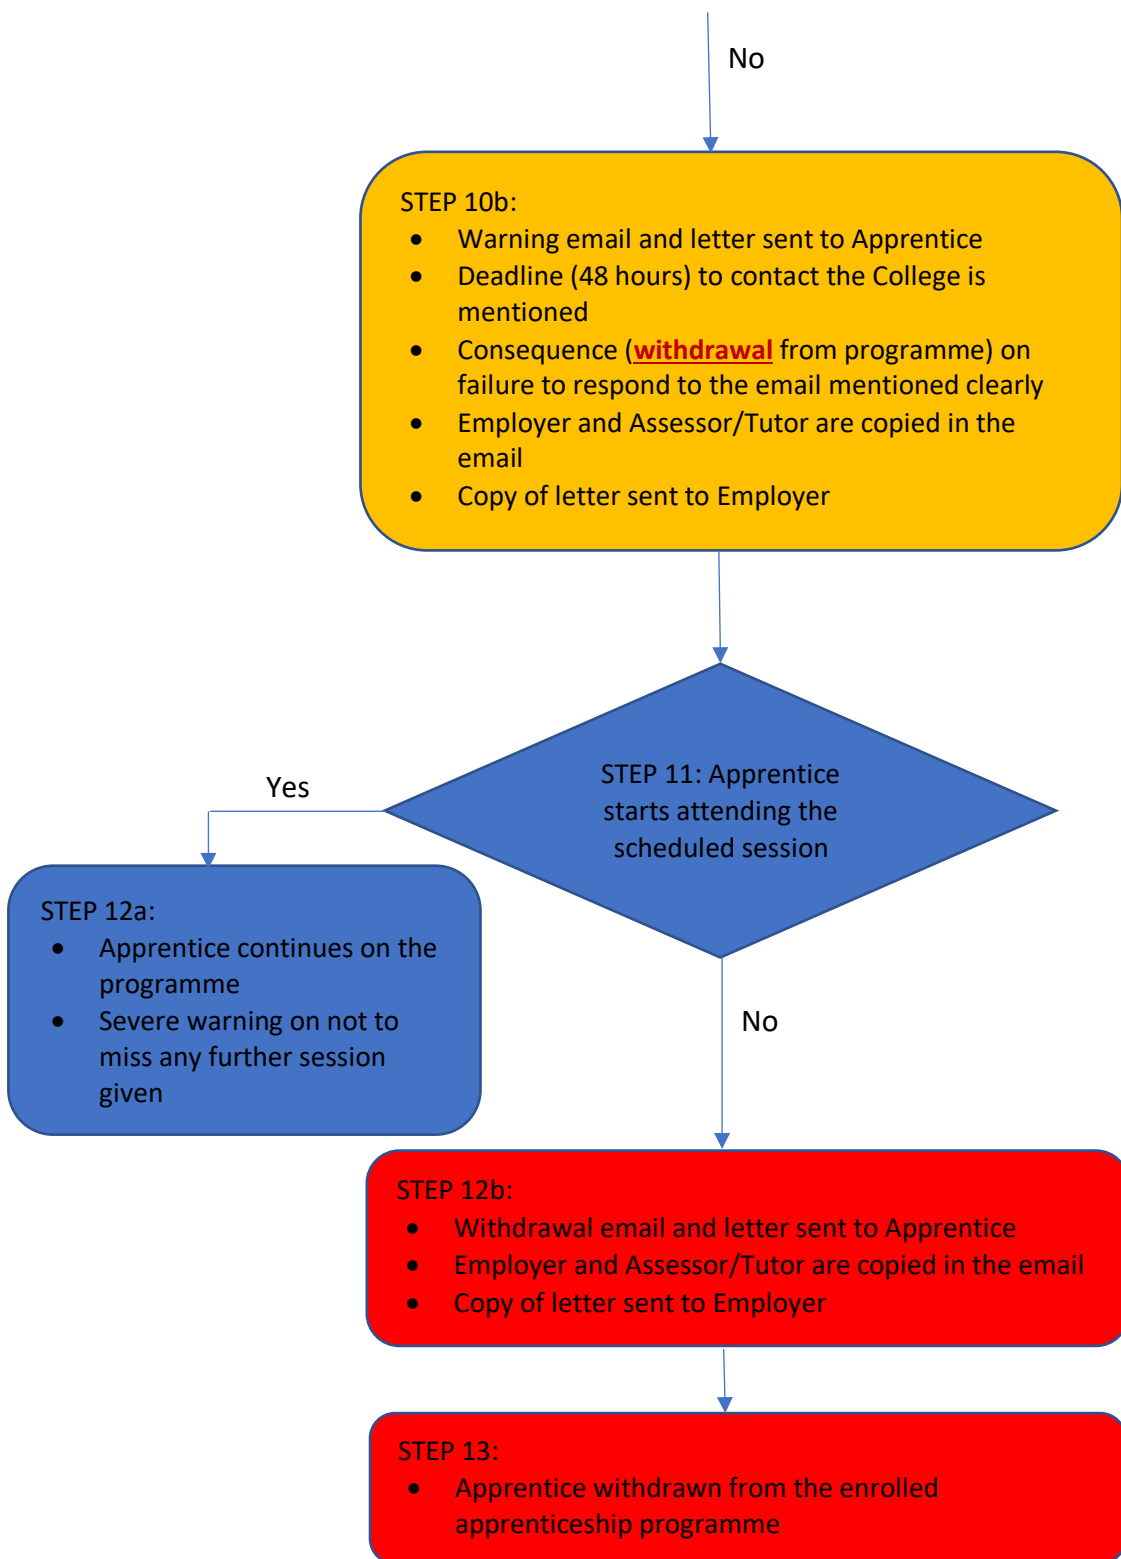 No
STEP 10b:
• Warning email and letter sent to Apprentice
• Deadline (48 hours) to contact the College is
mentioned
• Consequence (withdrawal from programme) on
failure to respond to the email mentioned clearly
• Employer and Assessor/Tutor are copied in the
email
• Copy of letter sent to Employer
STEP 11: Apprentice
starts attending the
scheduled session
Yes
STEP 12a:
• Apprentice continues on the
programme
• Severe warning on not to
miss any further session
given
No
STEP 12b:
• Withdrawal email and letter sent to Apprentice
• Employer and Assessor/Tutor are copied in the email
• Copy of letter sent to Employer
STEP 13:
• Apprentice withdrawn from the enrolled
apprenticeship programme